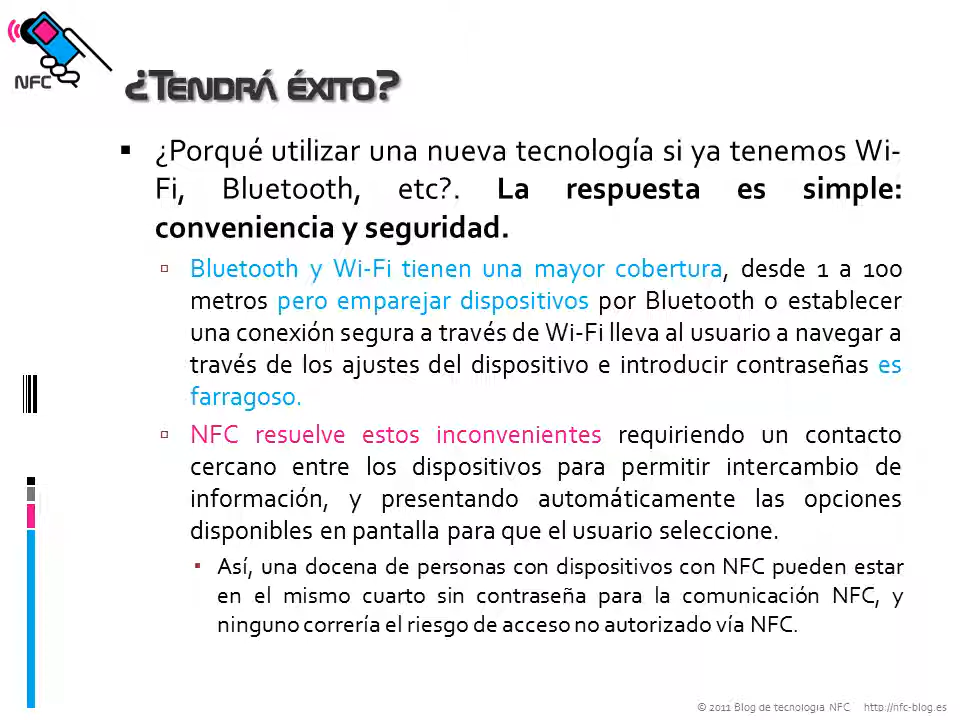 NFC
¿TENDRÁ ÉXITO?
▪ ¿Porqué utilizar una nueva tecnología si ya tenemos Wi-
Fi, Bluetooth, etc?. La respuesta es simple:
conveniencia y seguridad.
▫ Bluetooth y Wi-Fi tienen una mayor cobertura, desde 1 a 100
metros pero emparejar dispositivos por Bluetooth o establecer
una conexión segura a través de Wi-Fi lleva al usuario a navegar a
través de los ajustes del dispositivo e introducir contraseñas es
farragoso.
▫ NFC resuelve estos inconvenientes requiriendo un contacto
cercano entre los dispositivos para permitir intercambio de
información, y presentando automáticamente las opciones
disponibles en pantalla para que el usuario seleccione.
▪ Así, una docena de personas con dispositivos con NFC pueden estar
en el mismo cuarto sin contraseña para la comunicación NFC, y
ninguno correría el riesgo de acceso no autorizado vía NFC.
© 2011 Blog de tecnología NFC http://nfc-blog.es